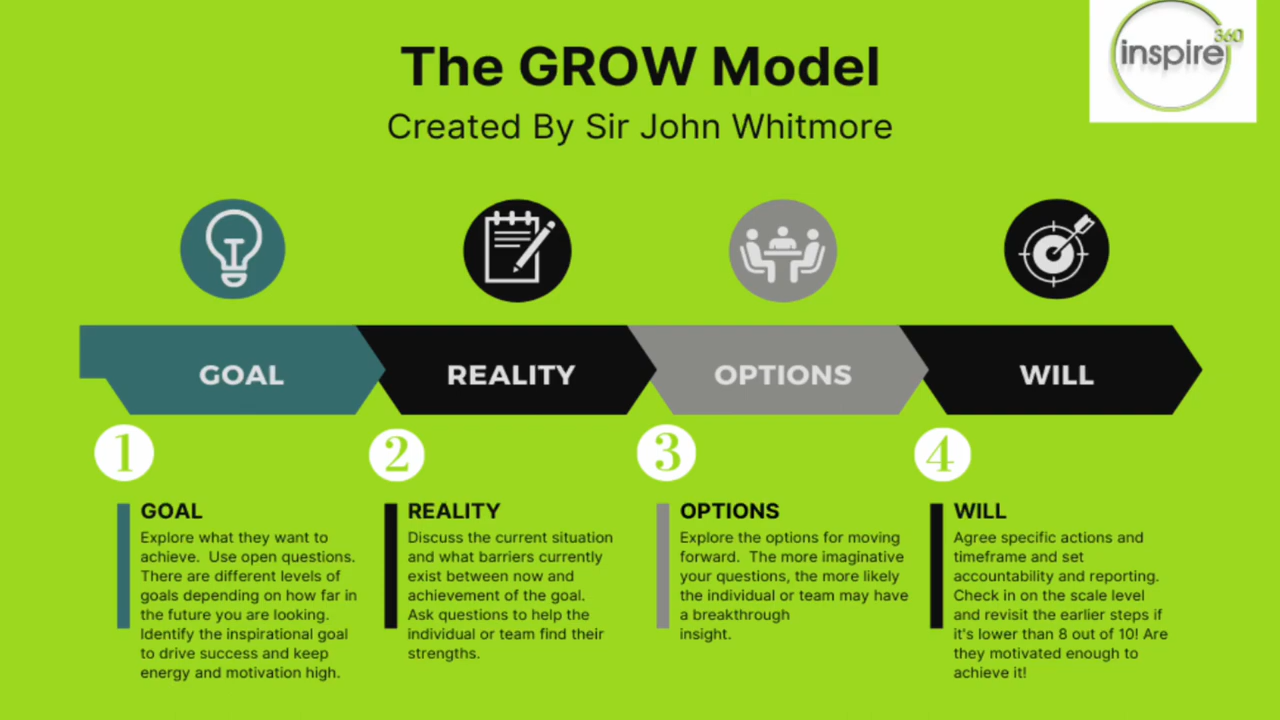 The GROW Model
Created By Sir John Whitmore
inspire360
GOAL
REALITY
OPTIONS
WILL
1
2
3
4
GOAL
Explore what they want to
achieve.  Use open questions.
There are different levels of
goals depending on how far in
the future you are looking.
Identify the inspirational goal
to drive success and keep
energy and motivation high.
REALITY
Discuss the current situation
and what barriers currently
exist between now and
achievement of the goal.
Ask questions to help the
individual or team find their
strengths.
OPTIONS
Explore the options for moving
forward.  The more imaginative
your questions, the more likely
the individual or team may have
a breakthrough
insight.
WILL
Agree specific actions and
timeframe and set
accountability and reporting.
Check in on the scale level
and revisit the earlier steps if
it's lower than 8 out of 10! Are
they motivated enough to
achieve it!